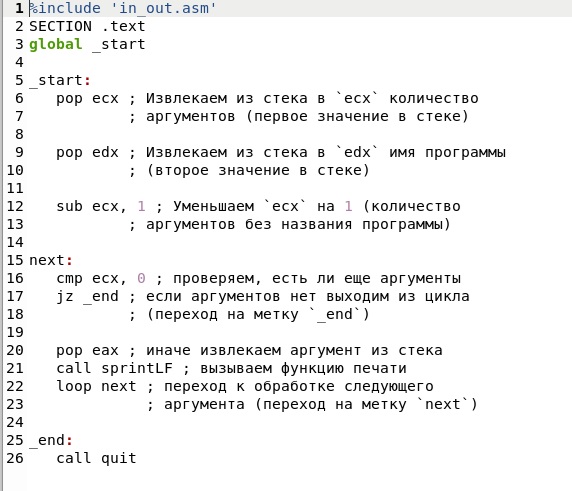 1 %include 'in_out.asm'
2 SECTION .text
3 global _start
4
5 _start:
6 pop ecx ; Извлекаем из стека в `ecx` количество
7 ; аргументов (первое значение в стеке)
8
9 pop edx ; Извлекаем из стека в `edx` имя программы
10 ; (второе значение в стеке)
11
12 sub ecx, 1 ; Уменьшаем `ecx` на 1 (количество
13 ; аргументов без названия программы)
14
15 next:
16 cmp ecx, 0 ; проверяем, есть ли еще аргументы
17 jz _end ; если аргументов нет выходим из цикла
18 ; (переход на метку `_end`)
19
20 pop eax ; иначе извлекаем аргумент из стека
21 call sprintLF ; вызываем функцию печати
22 loop next ; переход к обработке следующего
23 ; аргумента (переход на метку `next`)
24
25 _end:
26 call quit